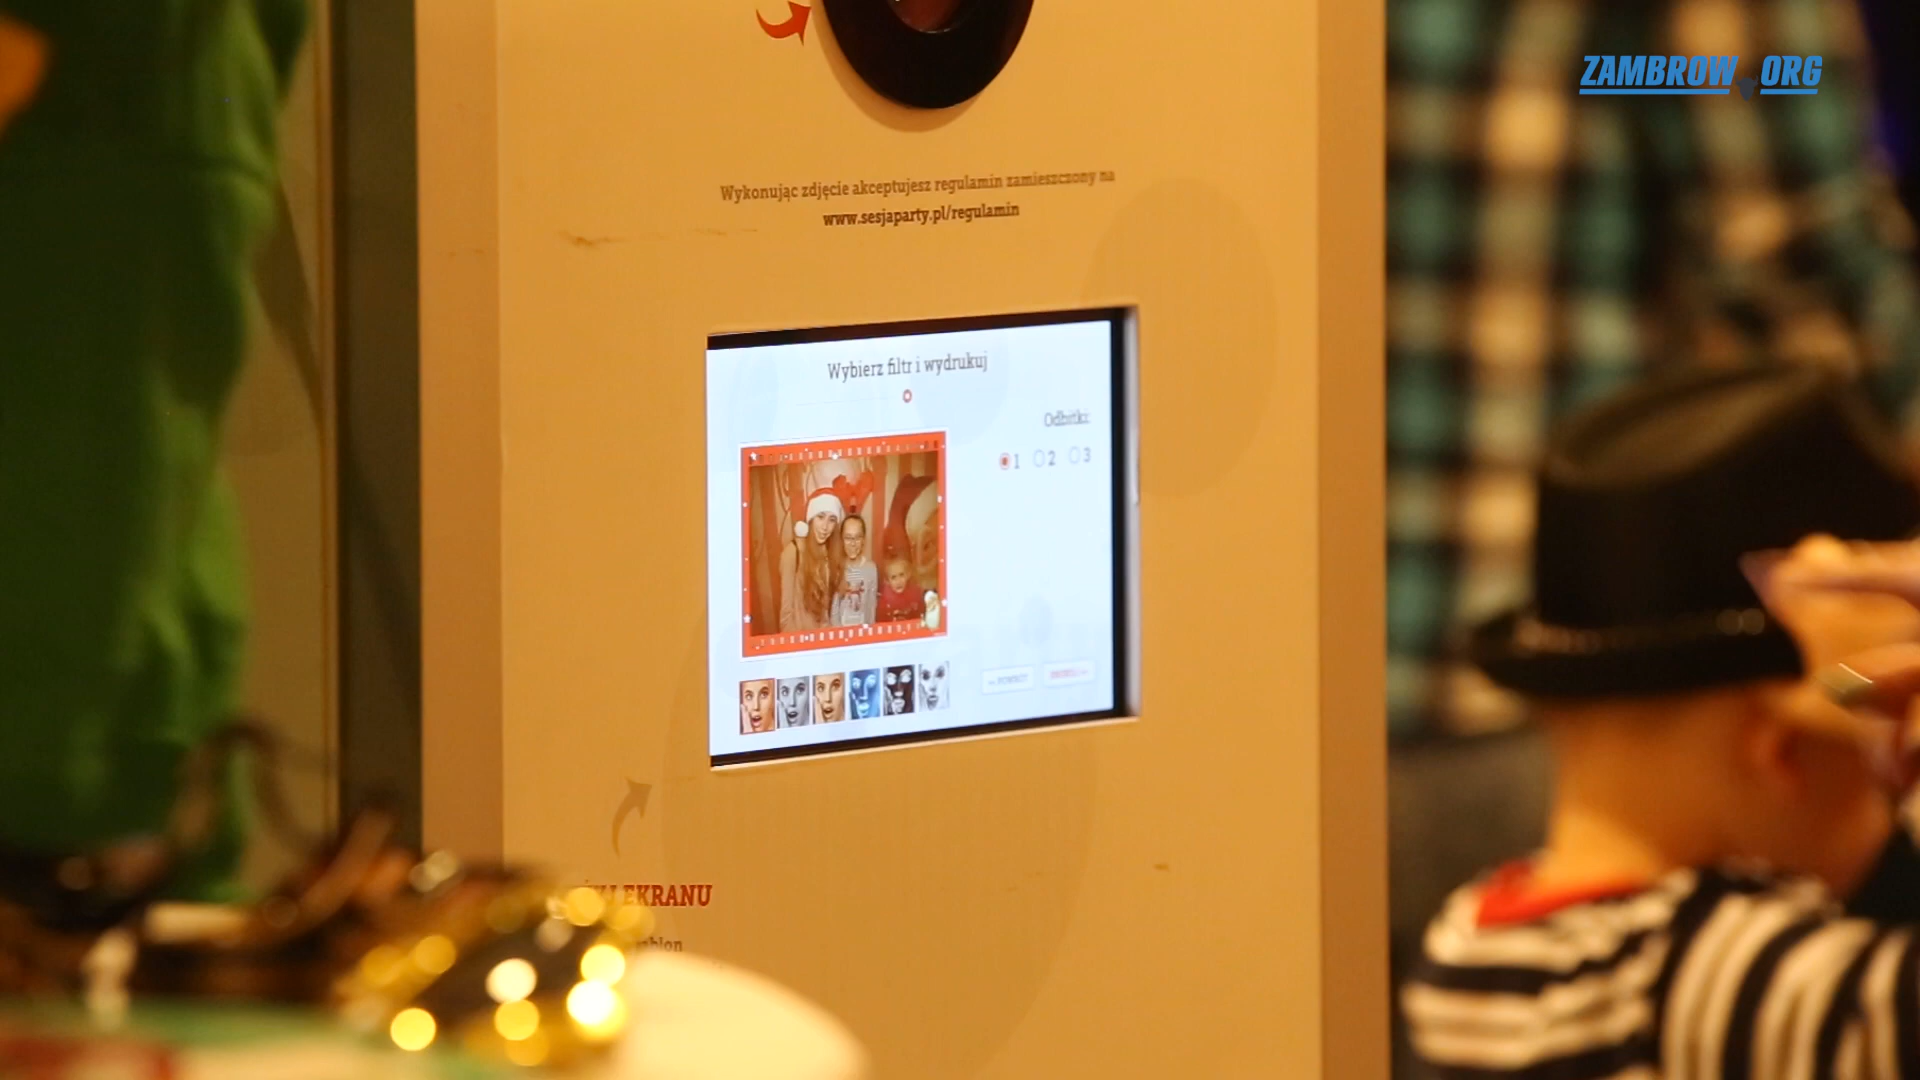 ZAMBROW.ORG
Wykonując zdjęcie akceptujesz regulamin zamieszczony na
www.sesjaparty.pl/regulamin
Wybierz filtr i wydrukuj
Odbitki:
1 2 3
POWRÓT
EKRANU